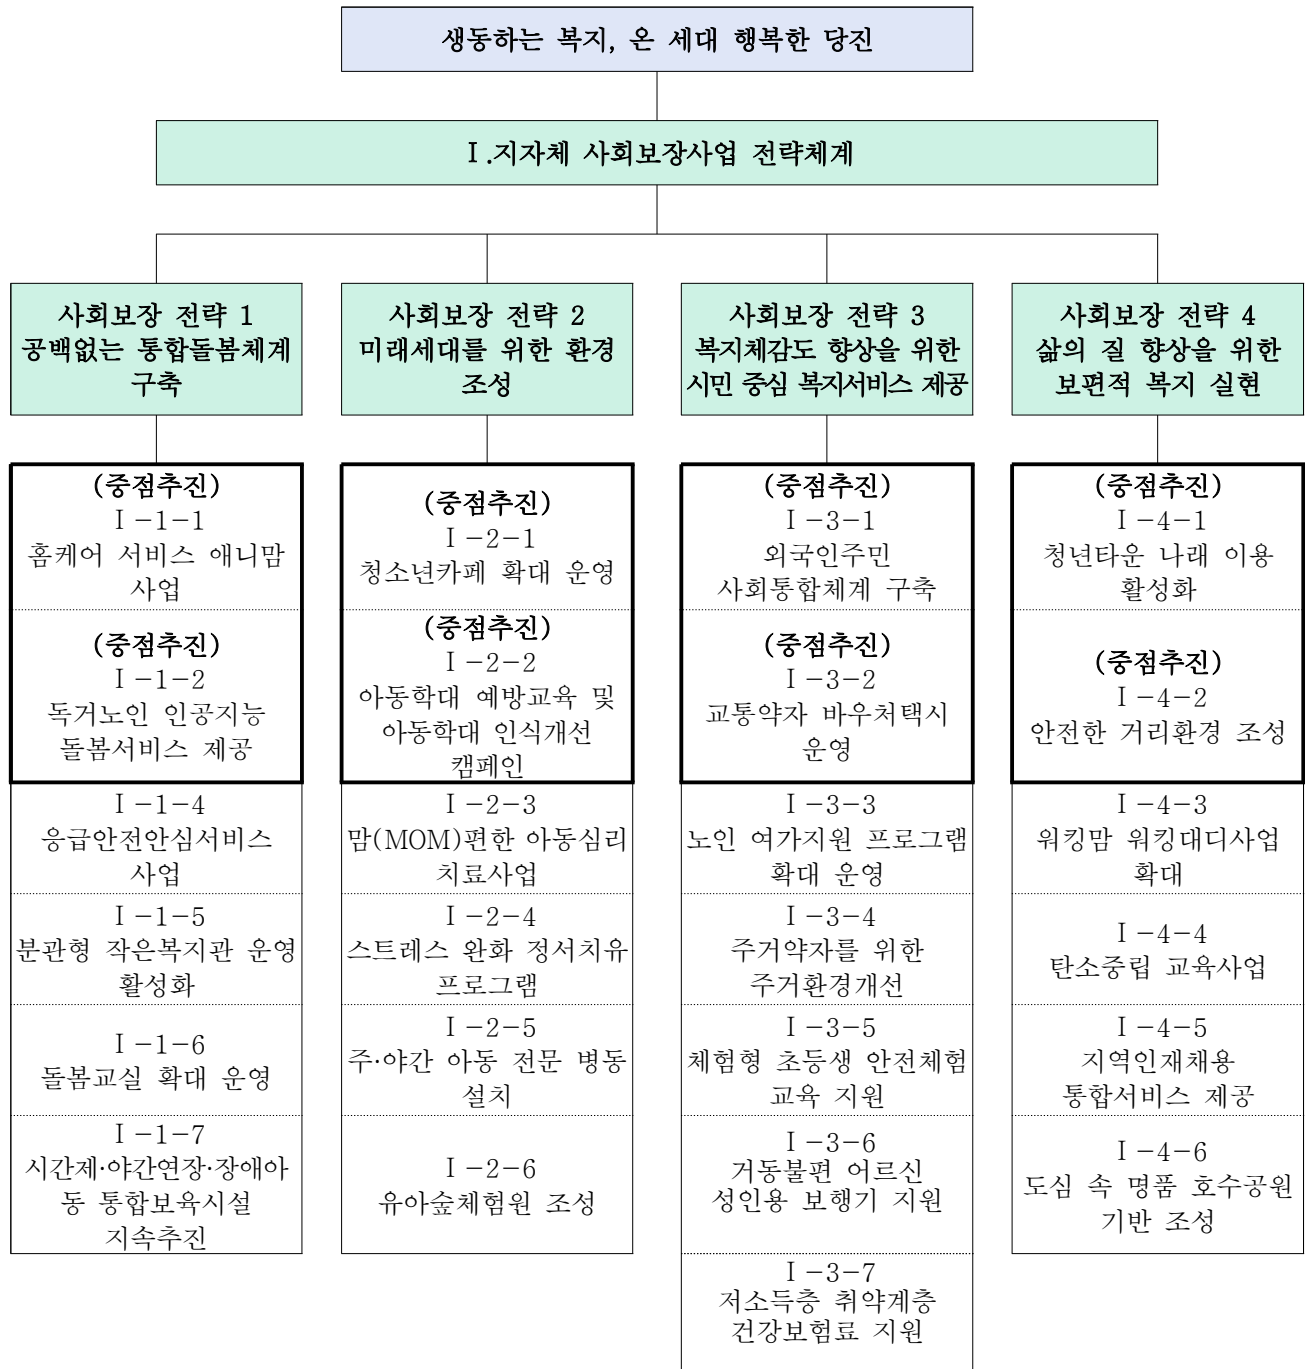 생동하는 복지, 온 세대 행복한 당진
Ⅰ.지자체 사회보장사업 전략체계
사회보장 전략 1
공백없는 통합돌봄체계
구축
(중점추진)
Ⅰ-1-1
홈케어 서비스 애니맘
사업
(중점추진)
Ⅰ-1-2
독거노인 인공지능
돌봄서비스 제공
Ⅰ-1-4
응급안전안심서비스
사업
Ⅰ-1-5
분관형 작은복지관 운영
활성화
Ⅰ-1-6
돌봄교실 확대 운영
Ⅰ-1-7
시간제·야간연장·장애아
동 통합보육시설
지속추진
사회보장 전략 2
미래세대를 위한 환경
조성
(중점추진)
Ⅰ-2-1
청소년카페 확대 운영
(중점추진)
Ⅰ-2-2
아동학대 예방교육 및
아동학대 인식개선
캠페인
Ⅰ-2-3
맘(MOM)편한 아동심리
치료사업
Ⅰ-2-4
스트레스 완화 정서치유
프로그램
Ⅰ-2-5
주·야간 아동 전문 병동
설치
Ⅰ-2-6
유아숲체험원 조성
사회보장 전략 3
복지체감도 향상을 위한
시민 중심 복지서비스 제공
(중점추진)
Ⅰ-3-1
외국인주민
사회통합체계 구축
(중점추진)
Ⅰ-3-2
교통약자 바우처택시
운영
Ⅰ-3-3
노인 여가지원 프로그램
확대 운영
Ⅰ-3-4
주거약자를 위한
주거환경개선
Ⅰ-3-5
체험형 초등생 안전체험
교육 지원
Ⅰ-3-6
거동불편 어르신
성인용 보행기 지원
Ⅰ-3-7
저소득층 취약계층
건강보험료 지원
사회보장 전략 4
삶의 질 향상을 위한
보편적 복지 실현
(중점추진)
Ⅰ-4-1
청년타운 나래 이용
활성화
(중점추진)
Ⅰ-4-2
안전한 거리환경 조성
Ⅰ-4-3
워킹맘 워킹대디사업
확대
Ⅰ-4-4
탄소중립 교육사업
Ⅰ-4-5
지역인재채용
통합서비스 제공
Ⅰ-4-6
도심 속 명품 호수공원
기반 조성